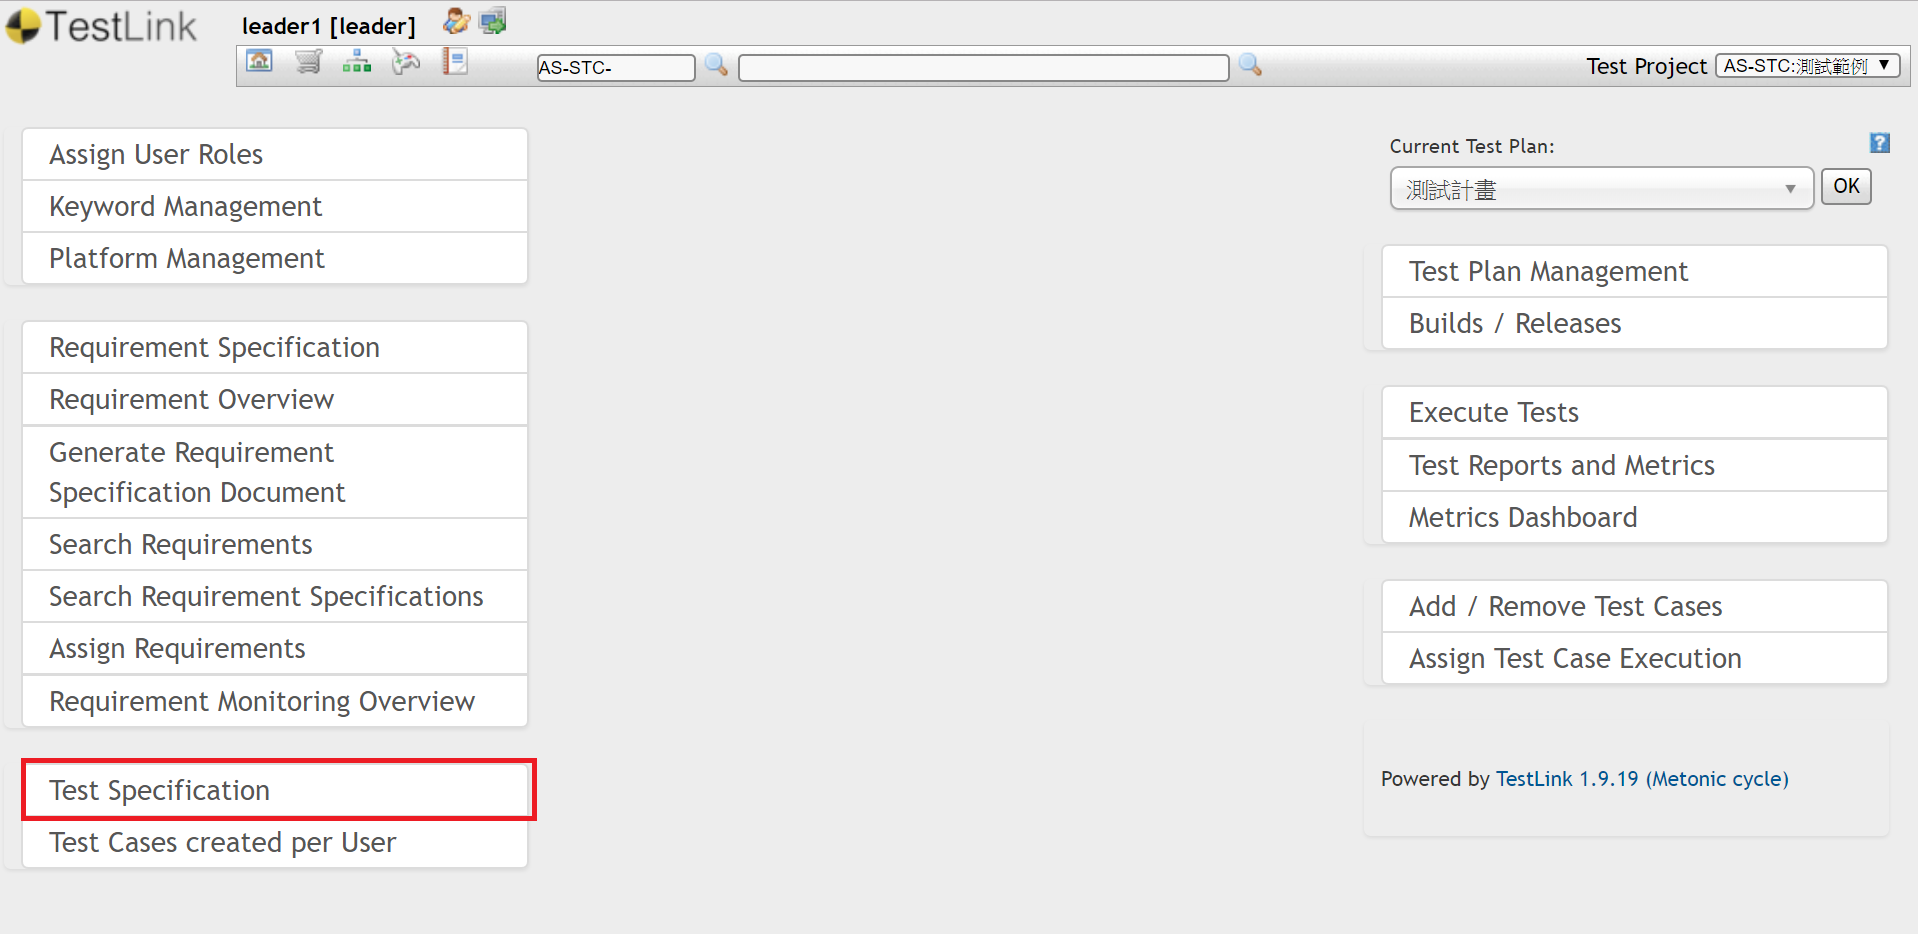 TestLink
leader1 [leader]
AS-STC-
Test Project AS-STC:測試範例
Assign User Roles
Keyword Management
Platform Management
Requirement Specification
Requirement Overview
Generate Requirement
Specification Document
Search Requirements
Search Requirement Specifications
Assign Requirements
Requirement Monitoring Overview
Test Specification
Test Cases created per User
Current Test Plan:
?
測試計畫
OK
Test Plan Management
Builds / Releases
Execute Tests
Test Reports and Metrics
Metrics Dashboard
Add / Remove Test Cases
Assign Test Case Execution
Powered by TestLink 1.9.19 (Metonic cycle)